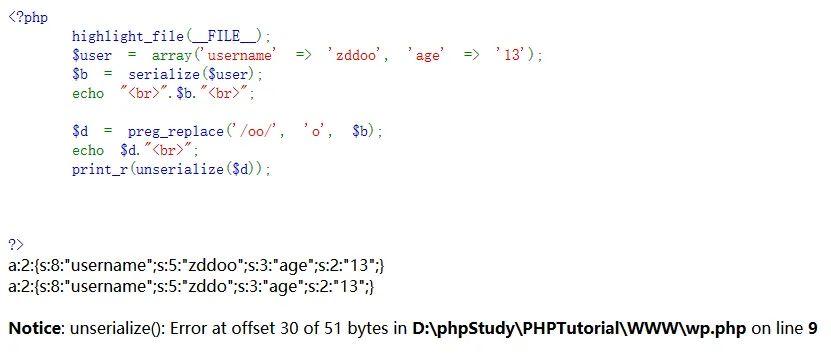 <?php
highlight_file(__FILE__);
$user = array('username' => 'zddoo', 'age' => '13');
$b = serialize($user);
echo "<br>".$b."<br>";
$d = preg_replace('/oo/', 'o', $b);
echo $d."<br>";
print_r(unserialize($d));
?>
a:2:{s:8:"username";s:5:"zddoo";s:3:"age";s:2:"13";}
a:2:{s:8:"username";s:5:"zddo";s:3:"age";s:2:"13";}
Notice: unserialize(): Error at offset 30 of 51 bytes in D:\phpStudy\PHPTutorial\WWW\wp.php on line 9